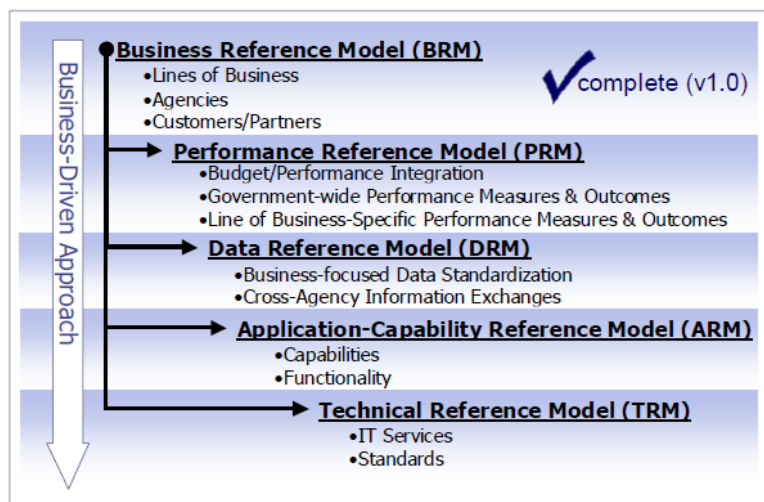 Business-Driven Approach
Business Reference Model (BRM)
•Lines of Business
•Agencies
•Customers/Partners
complete (v1.0)
Performance Reference Model (PRM)
•Budget/Performance Integration
•Government-wide Performance Measures & Outcomes
•Line of Business-Specific Performance Measures & Outcomes
Data Reference Model (DRM)
•Business-focused Data Standardization
•Cross-Agency Information Exchanges
Application-Capability Reference Model (ARM)
•Capabilities
•Functionality
Technical Reference Model (TRM)
•IT Services
•Standards